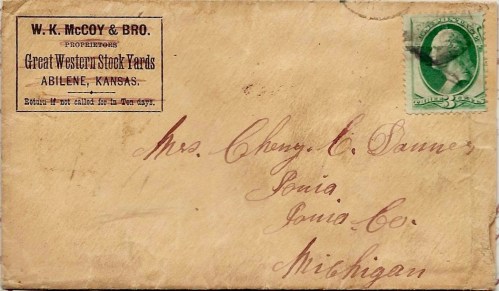 W. K. McCOY & BRO.
PROPRIETORS
Great Western Stock Yards
ABILENE, KANSAS.
Return if not called for in Ten days.
THREE 3 CENTS
Mrs. C. Danner
Ionia
Ionia Co.
Michigan